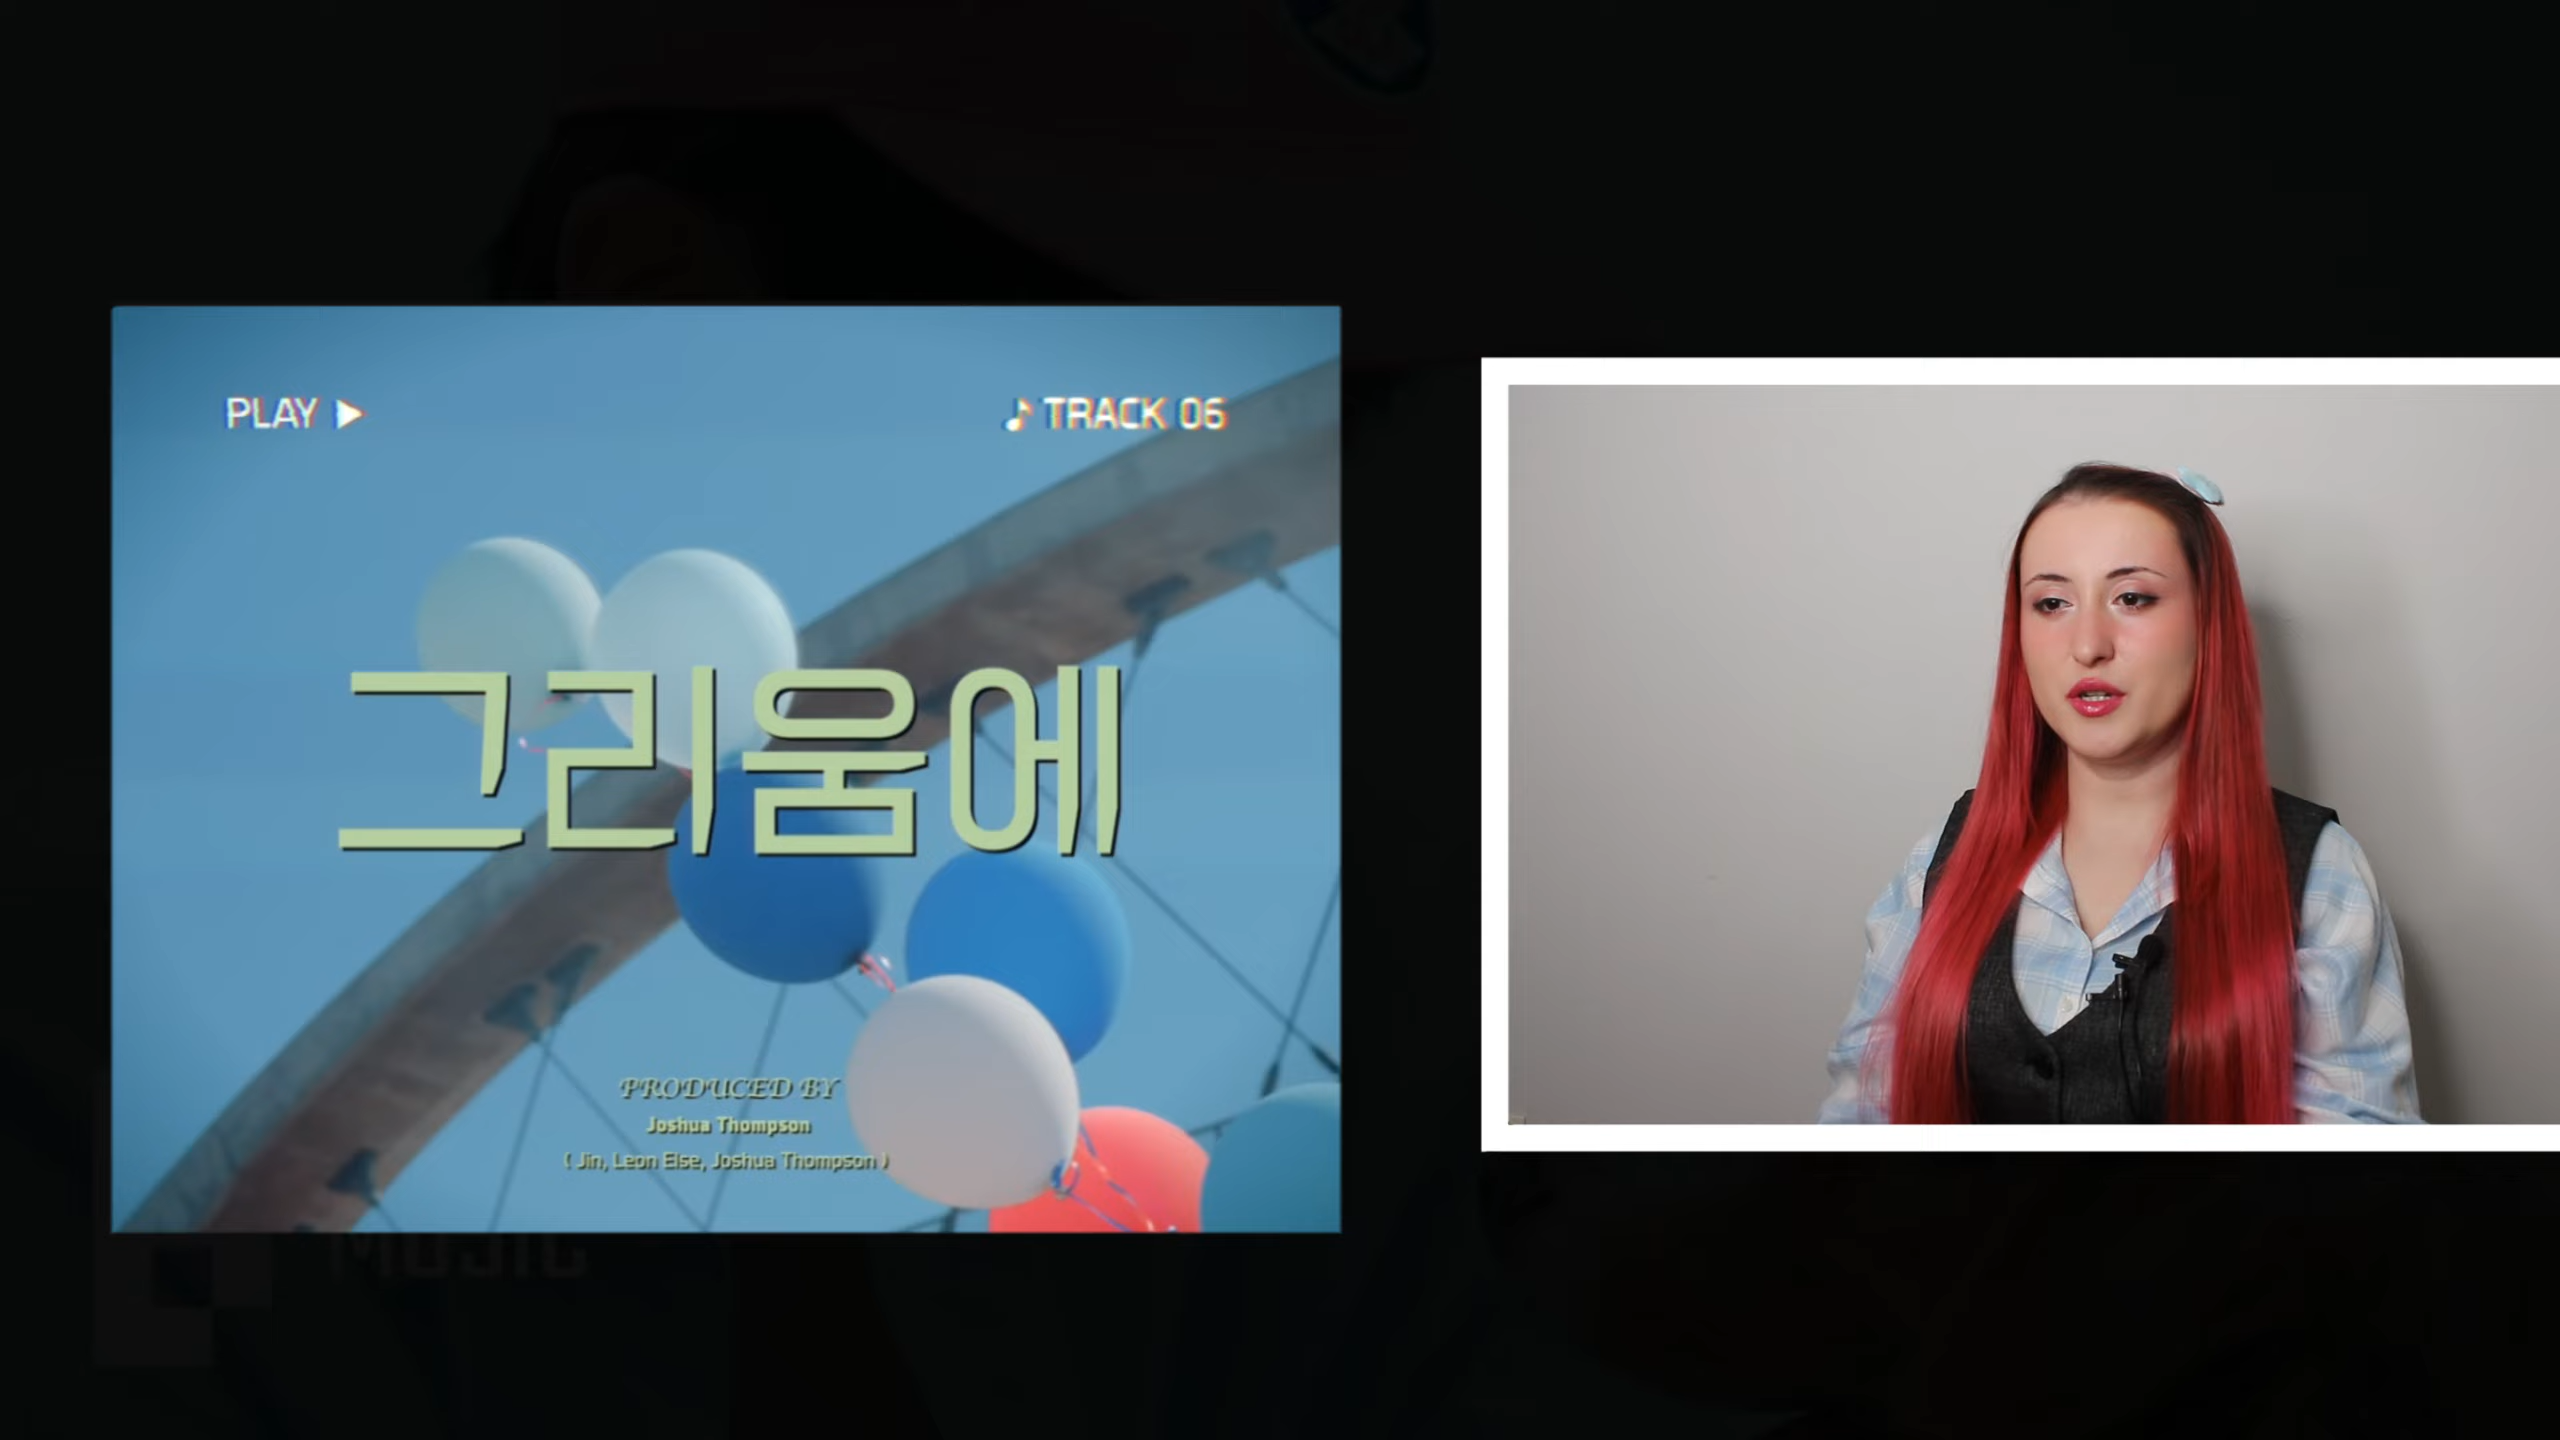 PLAY ▶
♪ TRACK 06
그리움에
PRODUCED BY
Joshua Thompson
( Jin, Leon Else, Joshua Thompson )